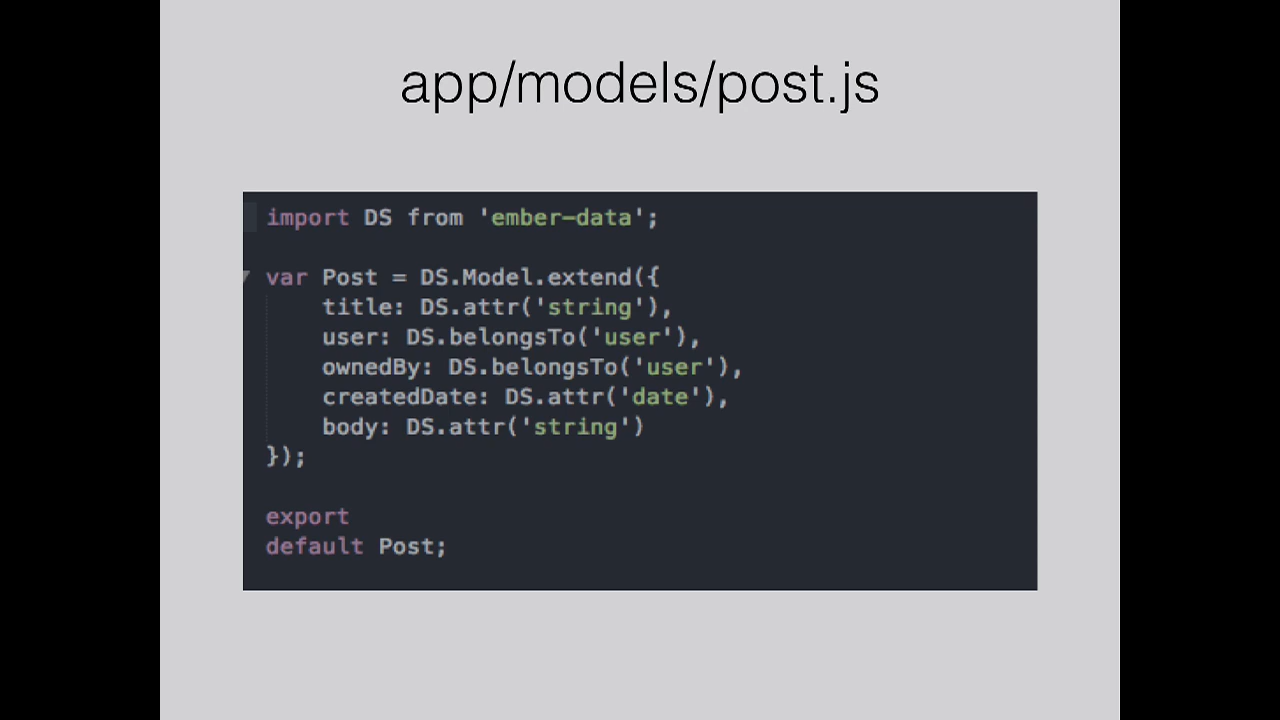 app/models/post.js
import DS from 'ember-data';
var Post = DS.Model.extend({
title: DS.attr('string'),
user: DS.belongsTo('user'),
ownedBy: DS.belongsTo('user'),
createdDate: DS.attr('date'),
body: DS.attr('string')
});
export
default Post;